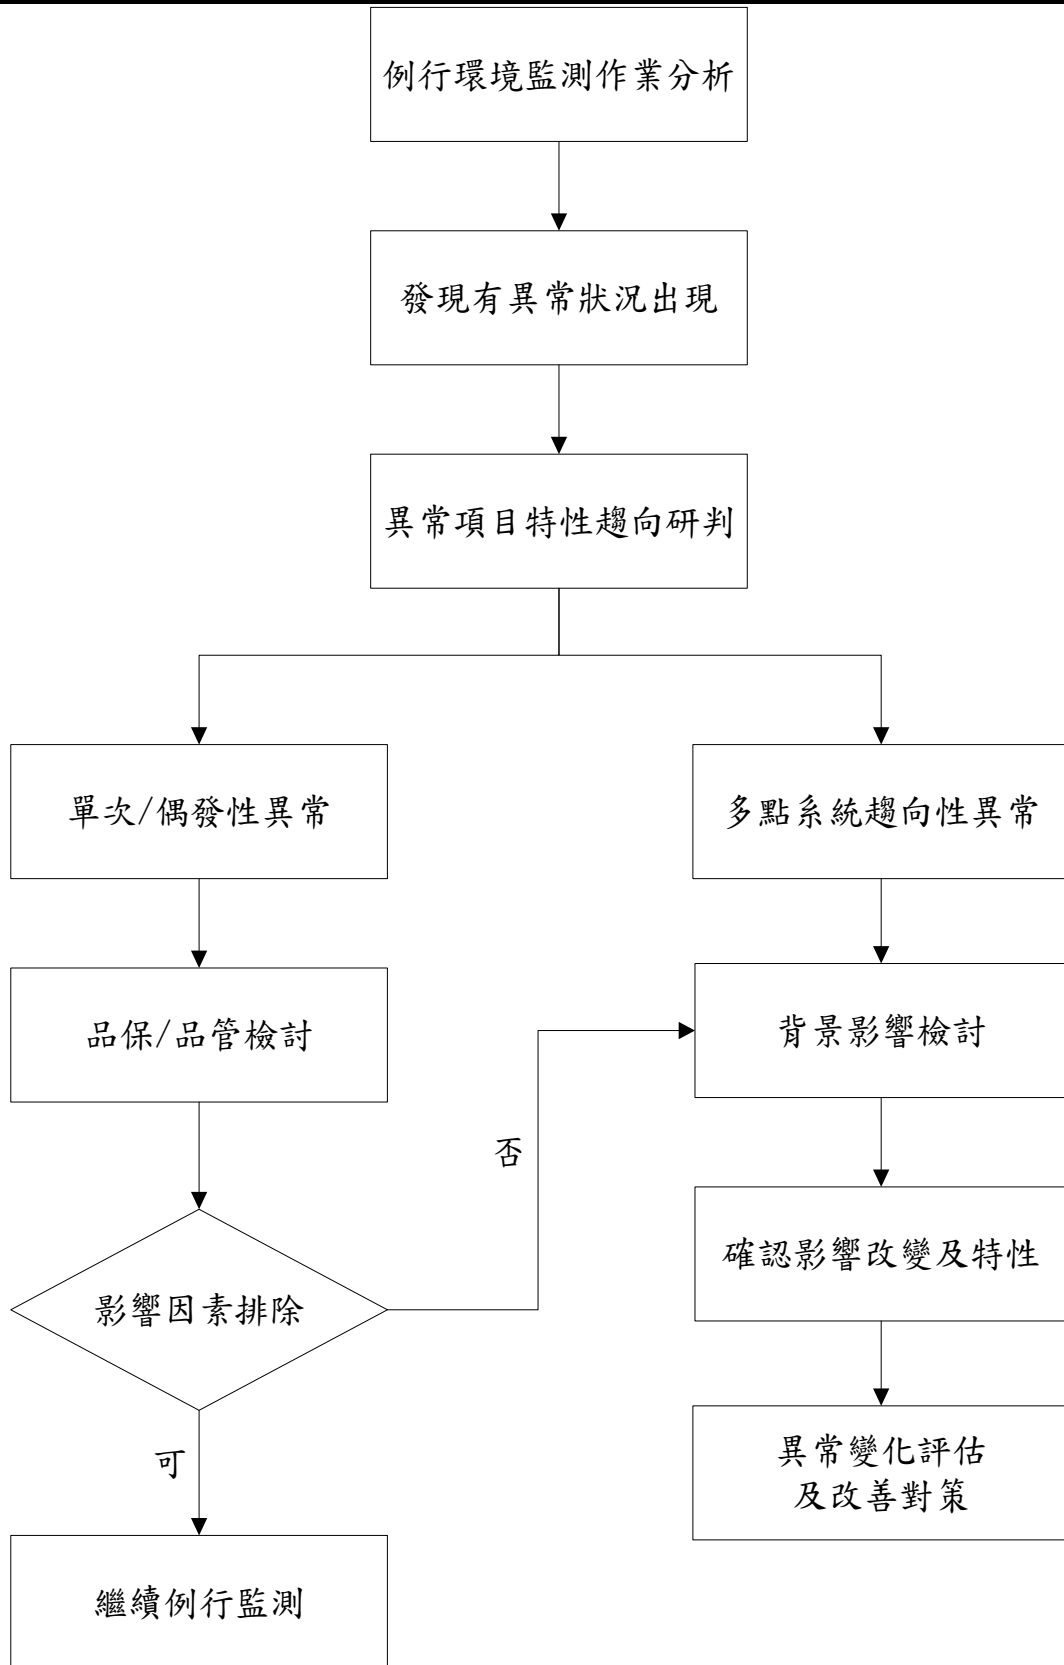 例行環境監測作業分析
發現有異常狀況出現
異常項目特性趨向研判
單次/偶發性異常
多點系統趨向性異常
品保/品管檢討
背景影響檢討
否
確認影響改變及特性
影響因素排除
可
異常變化評估
及改善對策
繼續例行監測